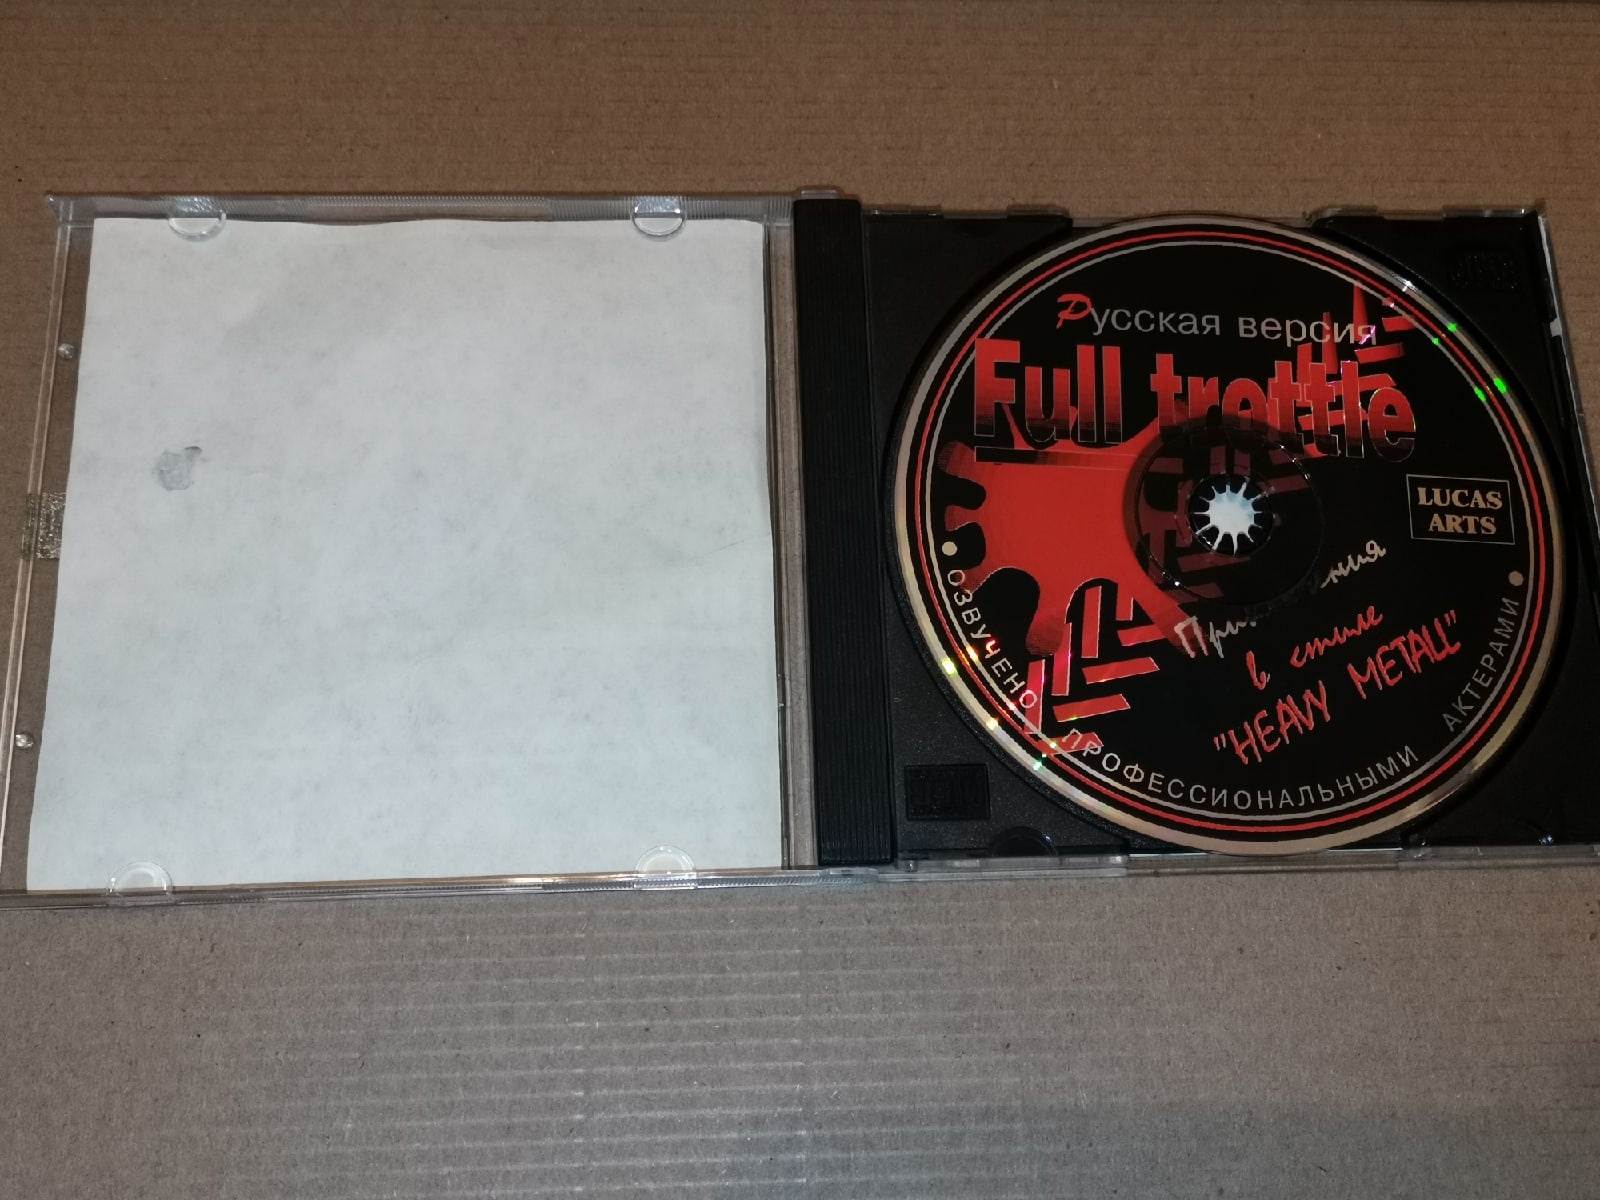 Русская версия
Full trottle
LUCAS
ARTS
в стиле
"HEAVY METALL"
ОЗВУЧЕНО ПРОФЕССИОНАЛЬНЫМИ АКТЕРАМИ